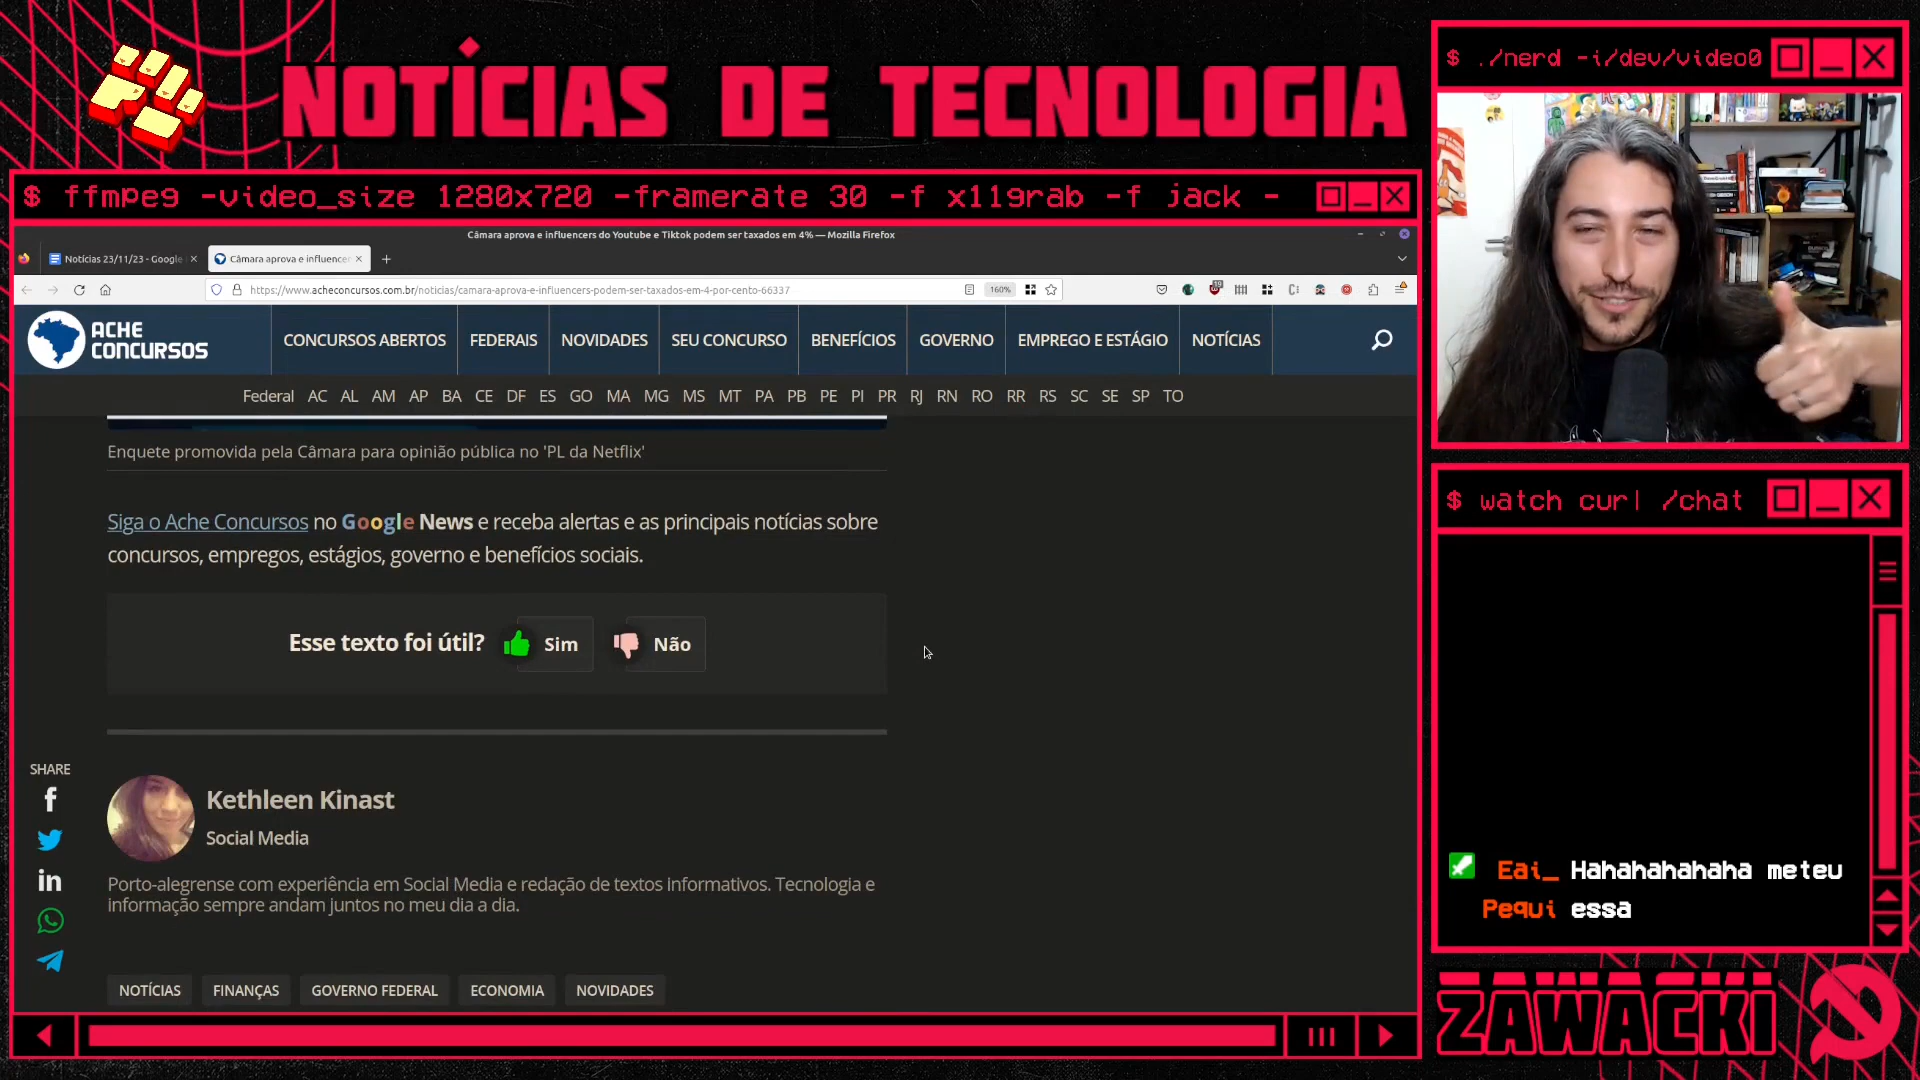 NOTÍCIAS DE TECNOLOGIA
$ ffmpeg -video_size 1280x720 -framerate 30 -f x11grab -f jack -
Câmara aprova e influencers do Youtube e Tiktok podem ser taxados em 4% — Mozilla Firefox
Notícias 23/11/23 - Google
Câmara aprova e influencer
https://www.acheconcursos.com.br/noticias/camara-aprova-e-influencers-podem-ser-taxados-em-4-por-cento-66337
160%
ACHE
CONCURSOS
CONCURSOS ABERTOS
FEDERAIS
NOVIDADES
SEU CONCURSO
BENEFÍCIOS
GOVERNO
EMPREGO E ESTÁGIO
NOTÍCIAS
Federal AC AL AM AP BA CE DF ES GO MA MG MS MT PA PB PE PI PR RJ RN RO RR RS SC SE SP TO
Enquete promovida pela Câmara para opinião pública no 'PL da Netflix'
Siga o Ache Concursos no Google News e receba alertas e as principais notícias sobre
concursos, empregos, estágios, governo e benefícios sociais.
Esse texto foi útil? Sim Não
SHARE
Kethleen Kinast
Social Media
Porto-alegrense com experiência em Social Media e redação de textos informativos. Tecnologia e
informação sempre andam juntos no meu dia a dia.
NOTÍCIAS
FINANÇAS
GOVERNO FEDERAL
ECONOMIA
NOVIDADES
$ ./nerd -i/dev/video0
$ watch curl /chat
Eai_ Hahahahahaha meteu
Pequi essa
ZAWACKI